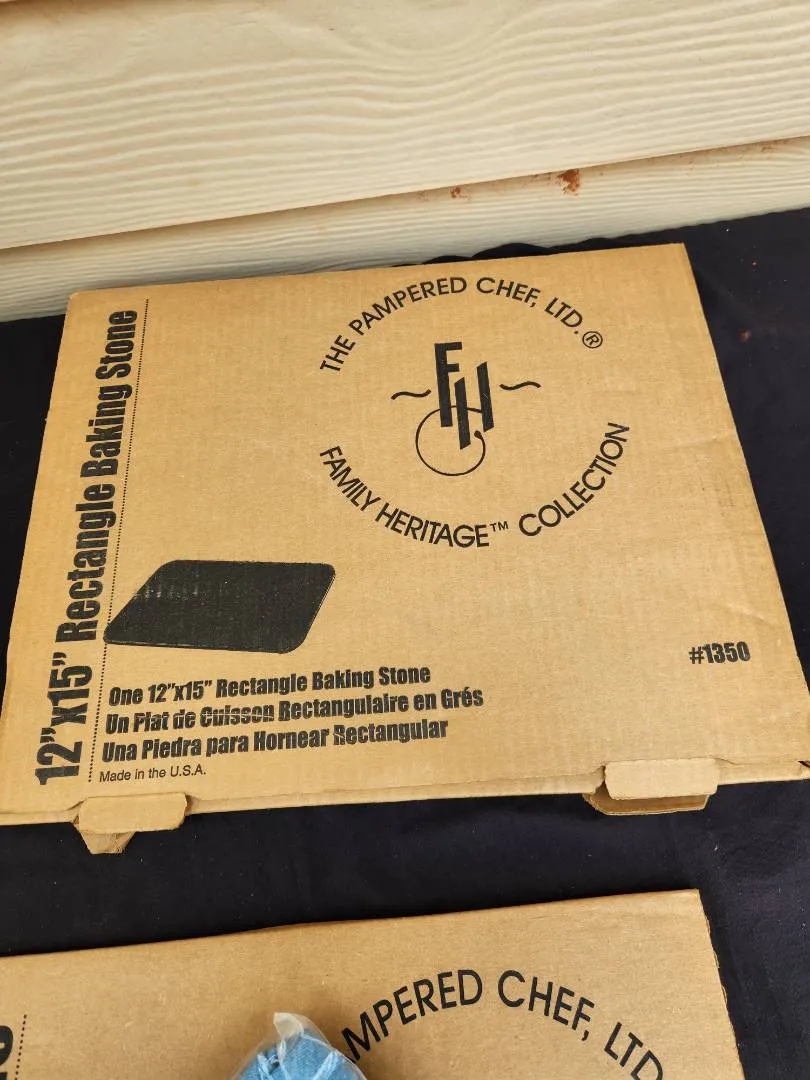 12"x15" Rectangle Baking Stone
THE PAMPERED CHEF, LTD.®
FH
FAMILY HERITAGE™ COLLECTION
#1350
One 12"x15" Rectangle Baking Stone
Un Plat de Cuisson Rectangulaire en Grés
Una Piedra para Hornear Rectangular
Made in the U.S.A.
CHEF, LTD